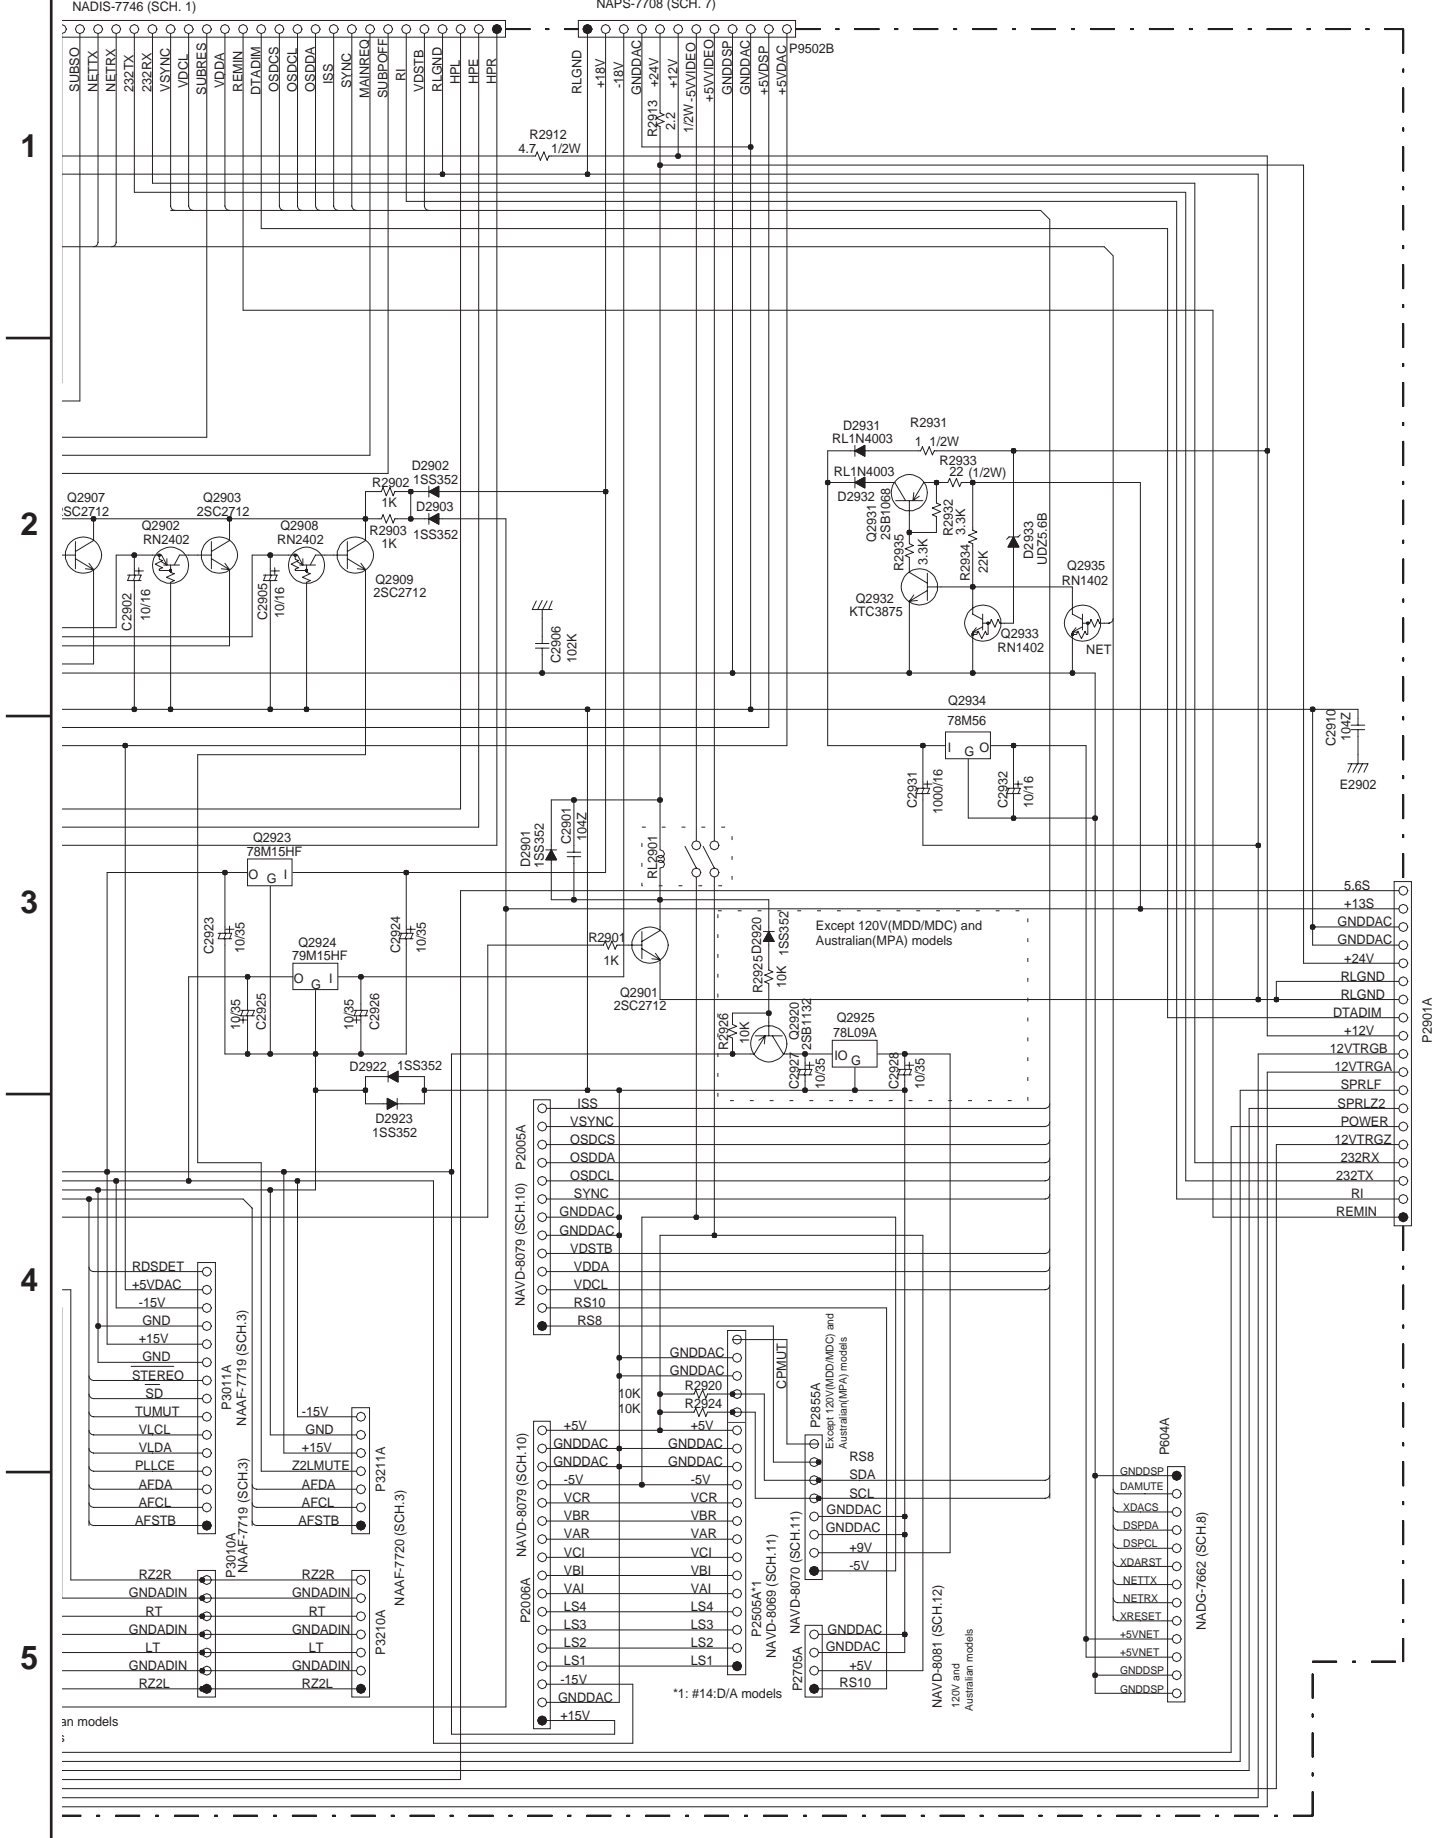 NADIS-7746 (SCH. 1)
NAPS-7708 (SCH. 7)
P9502B
SUBSO
NETTX
NETRX
232TX
232RX
VSYNC
VDCL
SUBRES
VDDA
REMIN
DTADIM
OSDCS
OSDCL
OSDDA
ISS
SYNC
MAINREQ
SUBPOFF
RI
VDSTB
RLGND
HPL
HPE
HPR
RLGND
+18V
-18V
GNDDAC
+24V
+12V
-5VVIDEO
+5VVIDEO
GNDDSP
GNDDAC
+5VDSP
+5VDAC
R2913
2.2
1/2W
1
R2912
4.7 1/2W
D2931
RL1N4003
R2931
1 1/2W
RL1N4003
D2932
R2933
22 (1/2W)
Q2931
2SB1068
R2932
3.3K
R2935
3.3K
R2934
22K
D2933
UDZ5.6B
Q2932
KTC3875
Q2933
RN1402
Q2935
RN1402
NET
2
Q2907
2SC2712
Q2903
2SC2712
Q2902
RN2402
Q2908
RN2402
R2902
1K
D2902
1SS352
D2903
1SS352
R2903
1K
Q2909
2SC2712
C2902
10/16
C2905
10/16
C2906
102K
Q2934
78M56
I G O
C2931
1000/16
C2932
10/16
C2910
104Z
E2902
3
Q2923
78M15HF
O G I
C2923
10/35
C2924
10/35
Q2924
79M15HF
O G I
10/35
C2925
10/35
C2926
D2922 1SS352
D2923
1SS352
D2901
1SS352
C2901
104Z
RL2901
R2901
1K
Q2901
2SC2712
Except 120V(MDD/MDC) and
Australian(MPA) models
D2920
1SS352
R2925
10K
R2926
10K
Q2920
2SB1132
Q2925
78L09A
IO G
C2927
10/35
C2928
10/35
5.6S
+13S
GNDDAC
GNDDAC
+24V
RLGND
RLGND
DTADIM
+12V
12VTRGB
12VTRGA
SPRLF
SPRLZ2
POWER
12VTRGZ
232RX
232TX
RI
REMIN
P2901A
4
P2005A
NAVD-8079 (SCH.10)
ISS
VSYNC
OSDCS
OSDDA
OSDCL
SYNC
GNDDAC
GNDDAC
VDSTB
VDDA
VDCL
RS10
RS8
RDSDET
+5VDAC
-15V
GND
+15V
GND
STEREO
SD
TUMUT
VLCL
VLDA
PLLCE
AFDA
AFCL
AFSTB
P3011A
NAAF-7719 (SCH.3)
-15V
GND
+15V
Z2LMUTE
AFDA
AFCL
AFSTB
P3211A
NAAF-7720 (SCH.3)
P3010A
NAAF-7719 (SCH.3)
RZ2R
GNDADIN
RT
GNDADIN
LT
GNDADIN
RZ2L
RZ2R
GNDADIN
RT
GNDADIN
LT
GNDADIN
RZ2L
P3210A
GNDDAC
GNDDAC
10K R2920
10K R2924
CPMUT
NAVD-8079 (SCH.10)
P2006A
+5V +5V
GNDDAC GNDDAC
GNDDAC GNDDAC
-5V -5V
VCR VCR
VBR VBR
VAR VAR
VCI VCI
VBI VBI
VAI VAI
LS4 LS4
LS3 LS3
LS2 LS2
LS1 LS1
-15V
GNDDAC
+15V
P2505A*1
NAVD-8069 (SCH.11)
*1: #14:D/A models
P2855A
Except 120V(MDD/MDC) and
Australian(MPA) models
RS8
SDA
SCL
GNDDAC
GNDDAC
+9V
-5V
NAVD-8070 (SCH.11)
P2705A
GNDDAC
GNDDAC
+5V
RS10
NAVD-8081 (SCH.12)
120V and
Australian models
P604A
GNDDSP
DAMUTE
XDACS
DSPDA
DSPCL
XDARST
NETTX
NETRX
XRESET
+5VNET
+5VNET
GNDDSP
GNDDSP
NADG-7662 (SCH.8)
5
an models